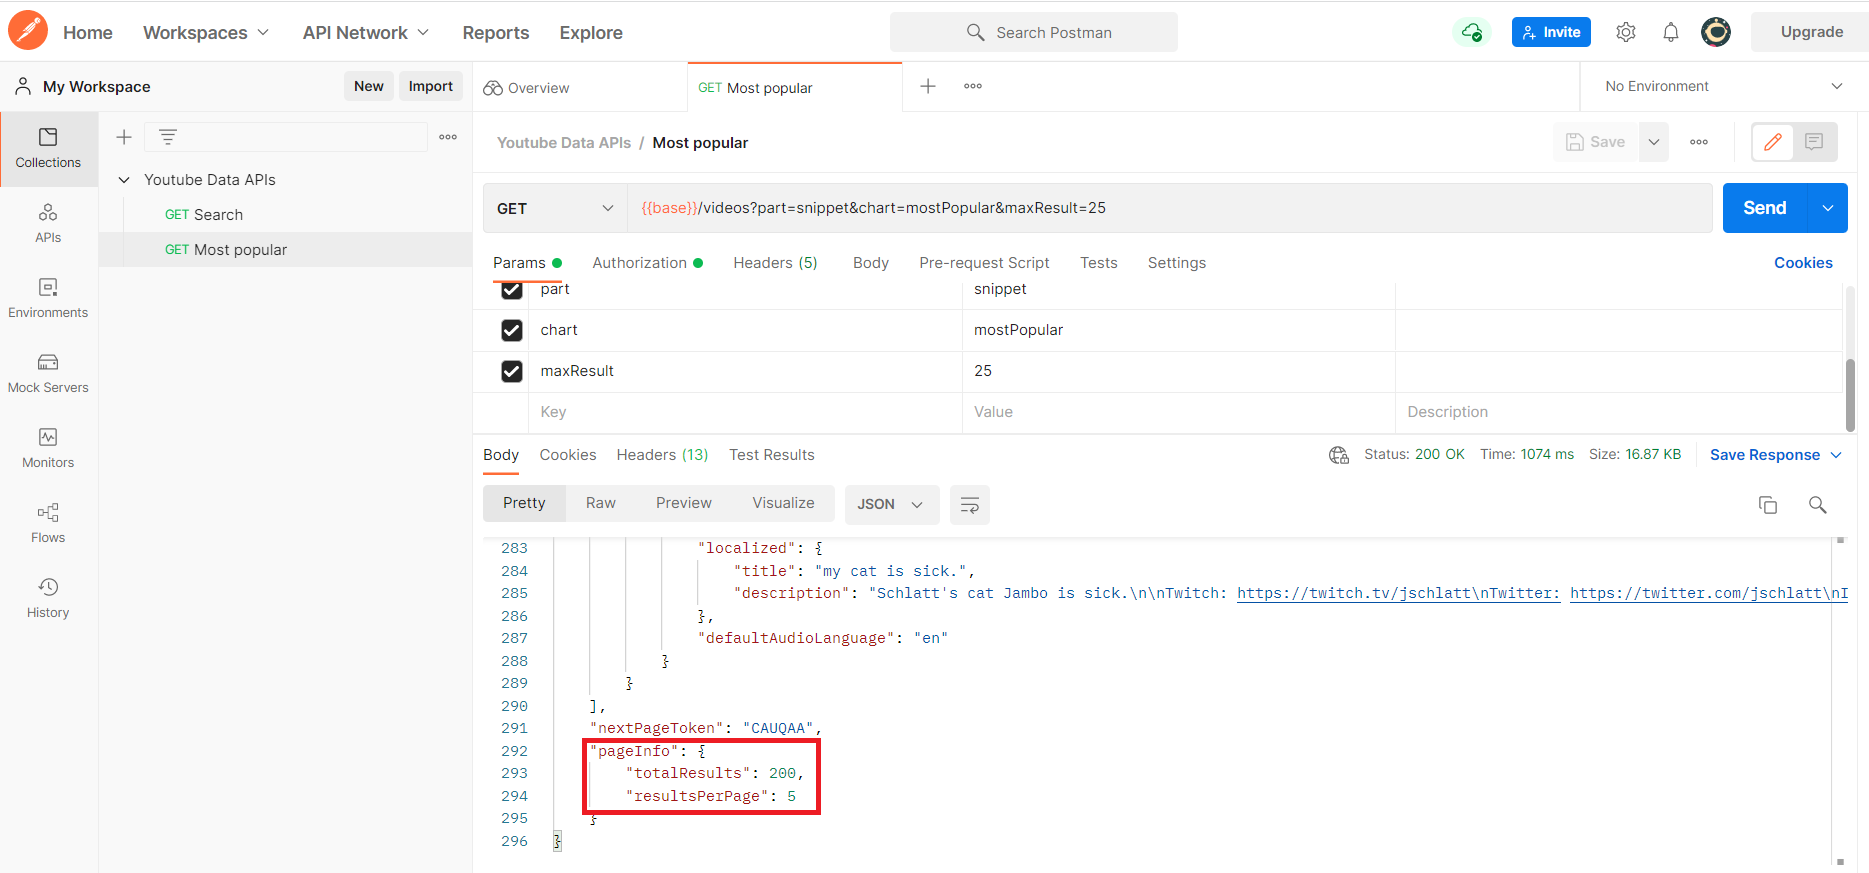 Home Workspaces API Network Reports Explore Search Postman Invite Upgrade
My Workspace New Import Overview GET Most popular No Environment
Collections
APIs
Environments
Mock Servers
Monitors
Flows
History
Youtube Data APIs
GET Search
GET Most popular
Youtube Data APIs / Most popular Save
GET {{base}}/videos?part=snippet&chart=mostPopular&maxResult=25 Send
Params Authorization Headers (5) Body Pre-request Script Tests Settings Cookies
part snippet
chart mostPopular
maxResult 25
Key Value Description
Body Cookies Headers (13) Test Results Status: 200 OK Time: 1074 ms Size: 16.87 KB Save Response
Pretty Raw Preview Visualize JSON
283 "localized": {
284 "title": "my cat is sick.",
285 "description": "Schlatt's cat Jambo is sick.\n\nTwitch: https://twitch.tv/jschlatt\nTwitter: https://twitter.com/jschlatt\nI
286 },
287 "defaultAudioLanguage": "en"
288 }
289 }
290 ],
291 "nextPageToken": "CAUQAA",
292 "pageInfo": {
293 "totalResults": 200,
294 "resultsPerPage": 5
295 }
296 }